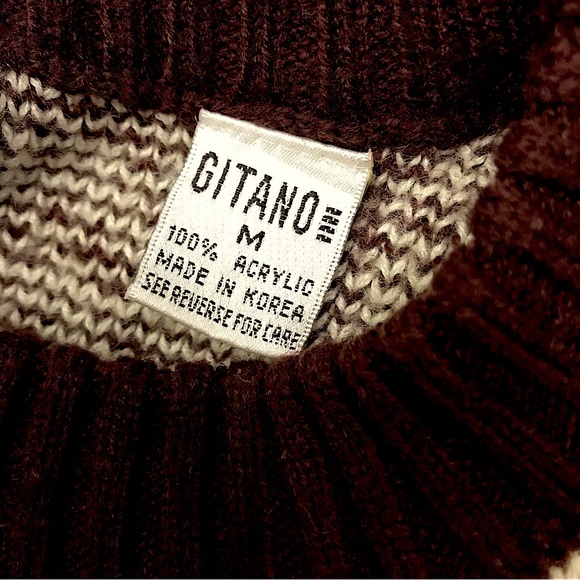 GITANO
M
100% ACRYLIC
MADE IN KOREA
SEE REVERSE FOR CARE